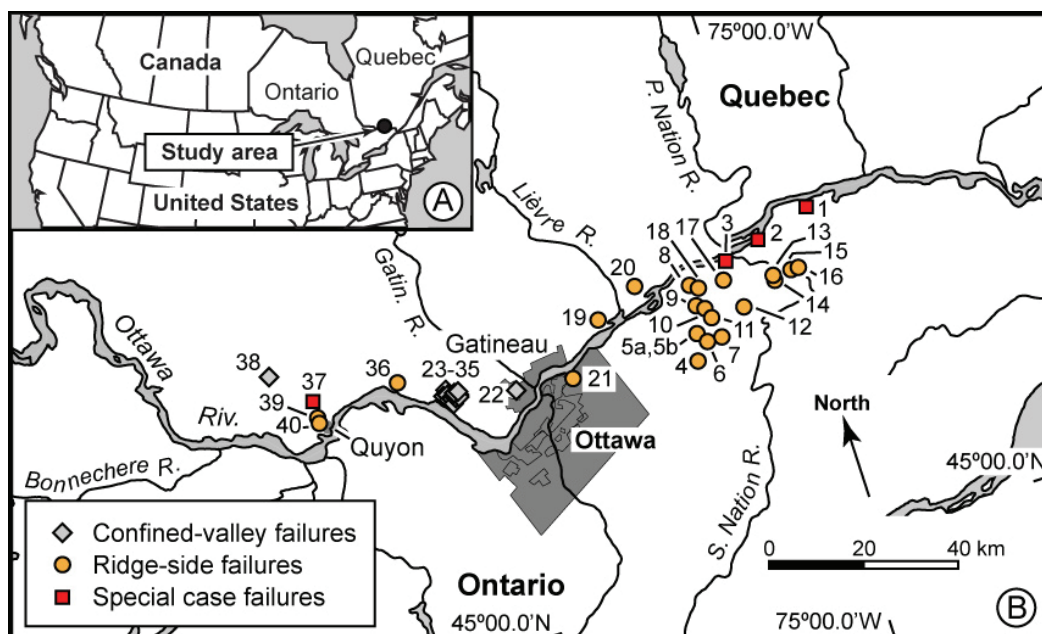 Canada
Quebec
Ontario
Study area
United States
A
75º00.0'W
Quebec
P. Nation R.
Lièvre R.
Gatin. R.
1
2
3
13
15
16
14
12
17
18
8
9
10
11
5a,5b
7
4
6
20
19
Gatineau
21
22
23-35
36
38
37
39
40
Ottawa
Riv.
Quyon
Bonnechere R.
Ottawa
North
S. Nation R.
45º00.0'N
0 20 40 km
Confined-valley failures
Ridge-side failures
Special case failures
Ontario
45º00.0'N
75º00.0'W
B